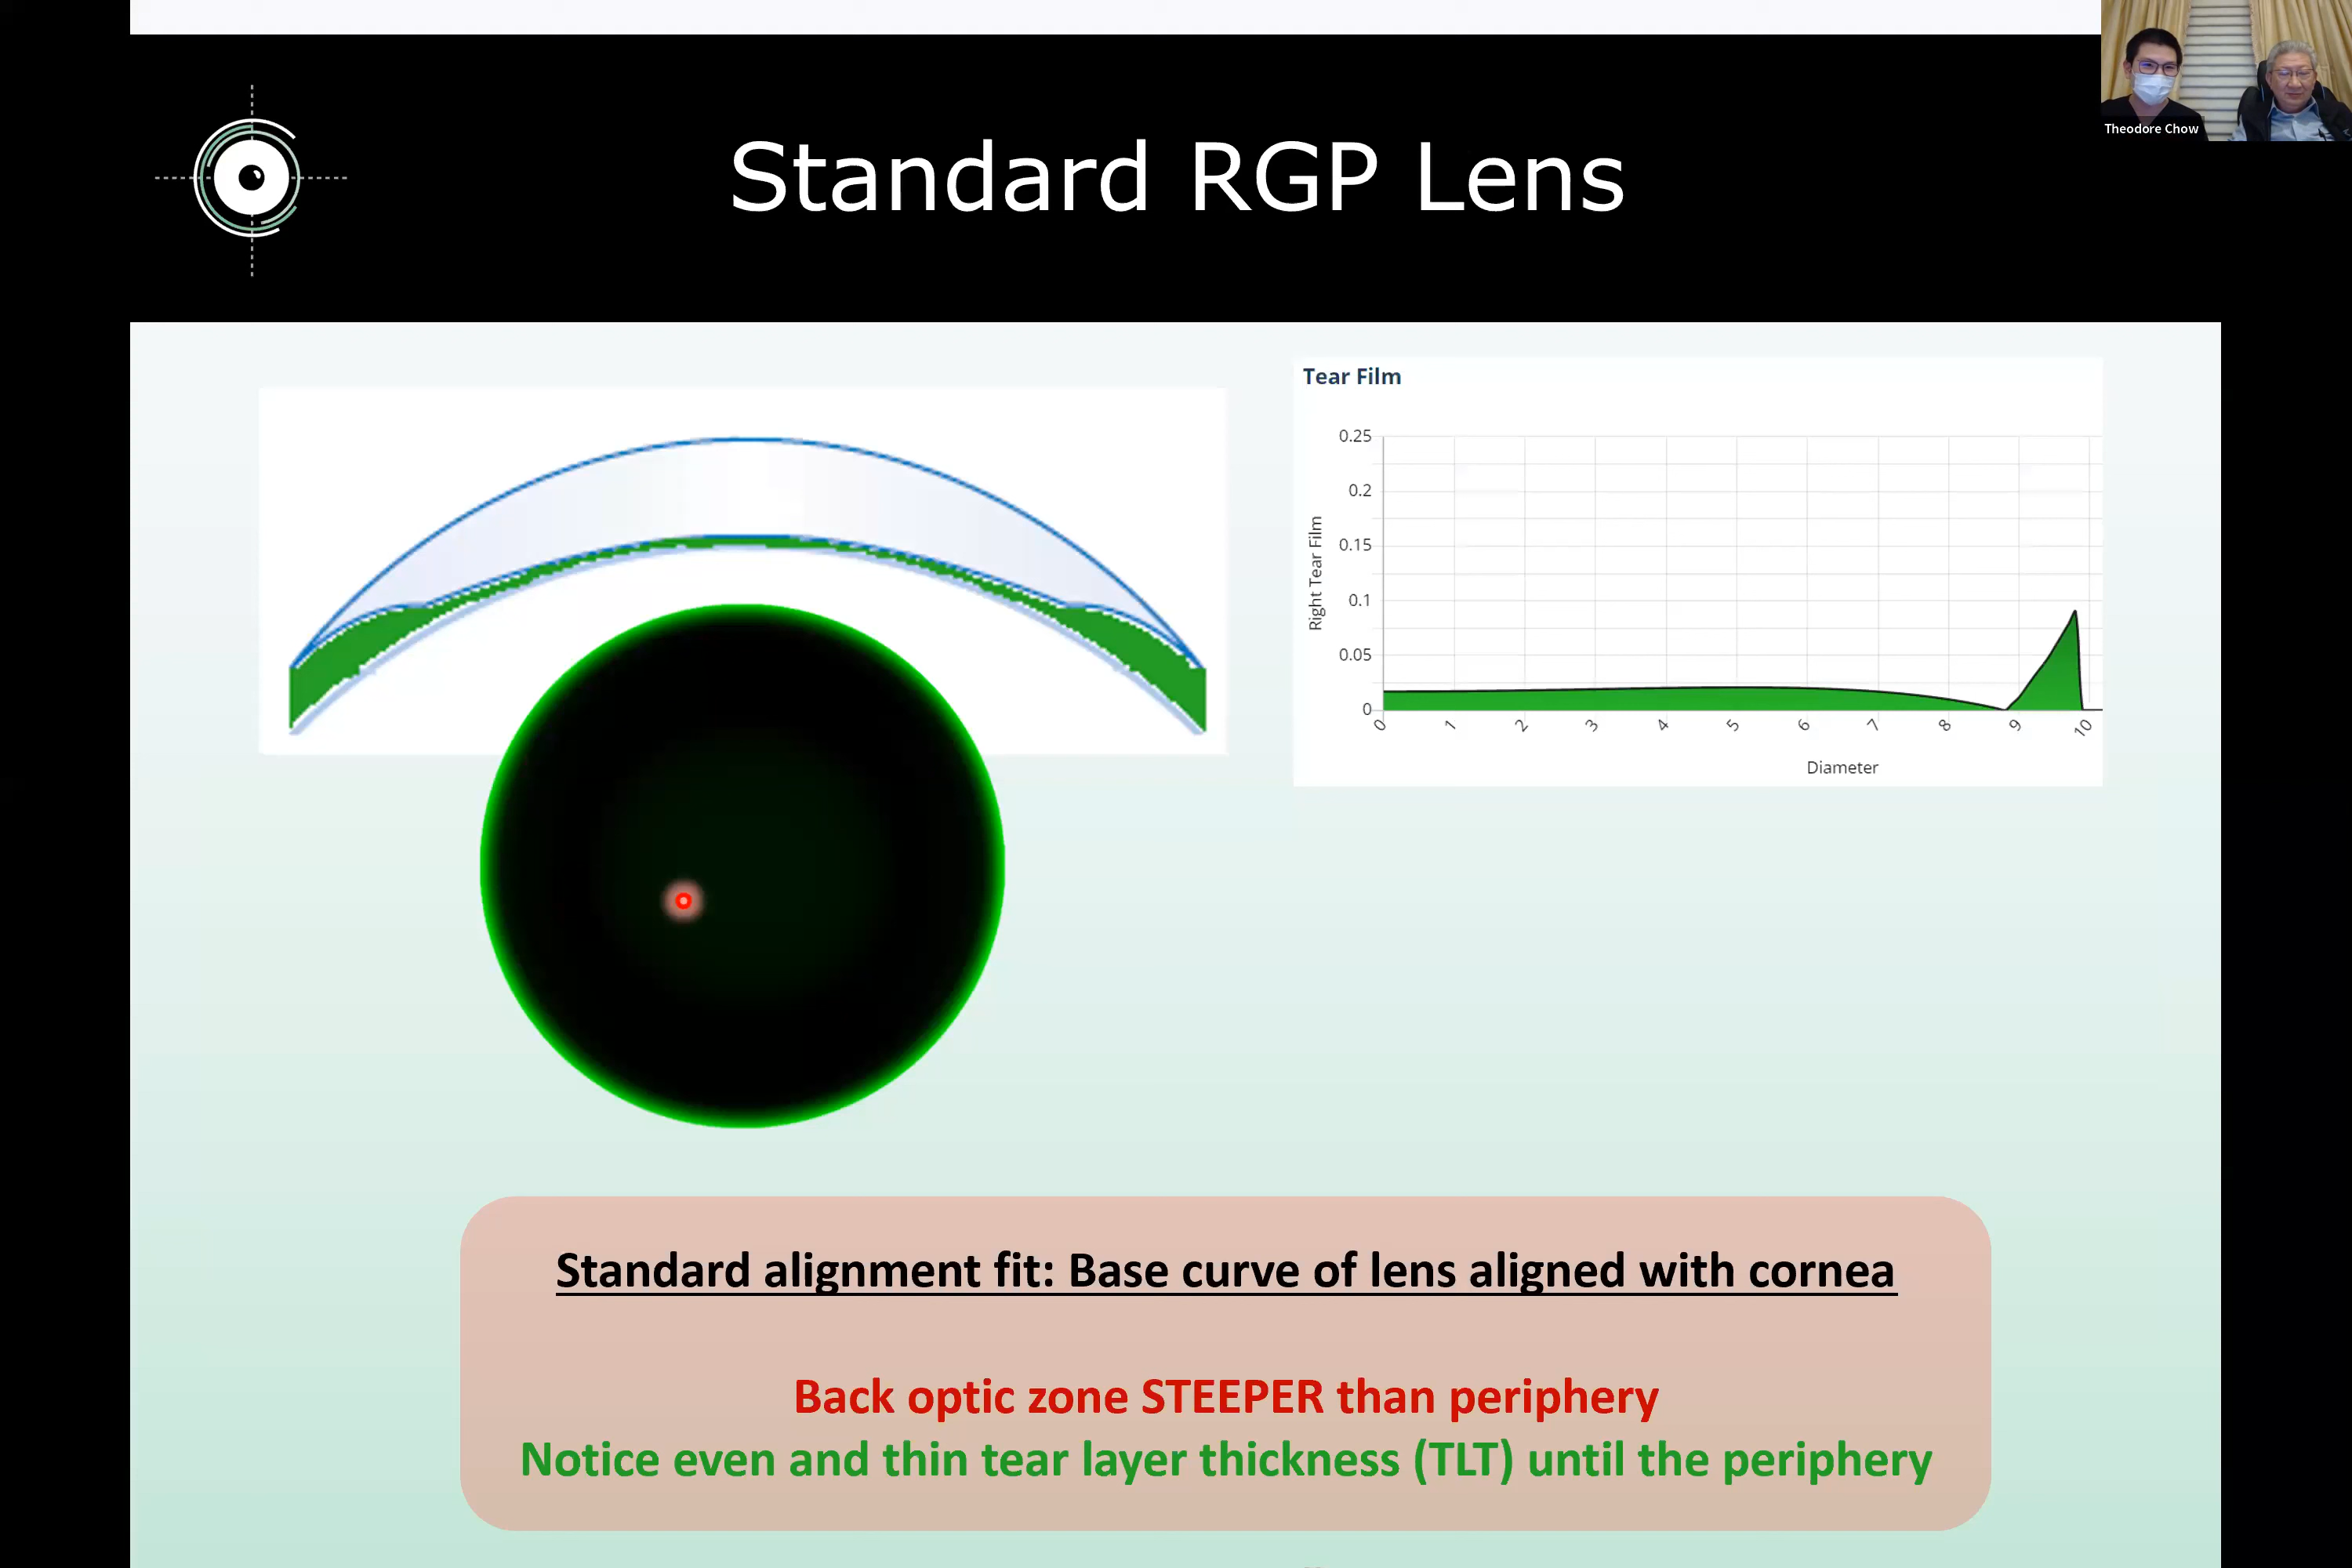 Theodore Chow
Standard RGP Lens
Tear Film
0.25
0.2
0.15
0.1
0.05
0
Right Tear Film
0 1 2 3 4 5 6 7 8 9 10
Diameter
Standard alignment fit: Base curve of lens aligned with cornea
Back optic zone STEEPER than periphery
Notice even and thin tear layer thickness (TLT) until the periphery